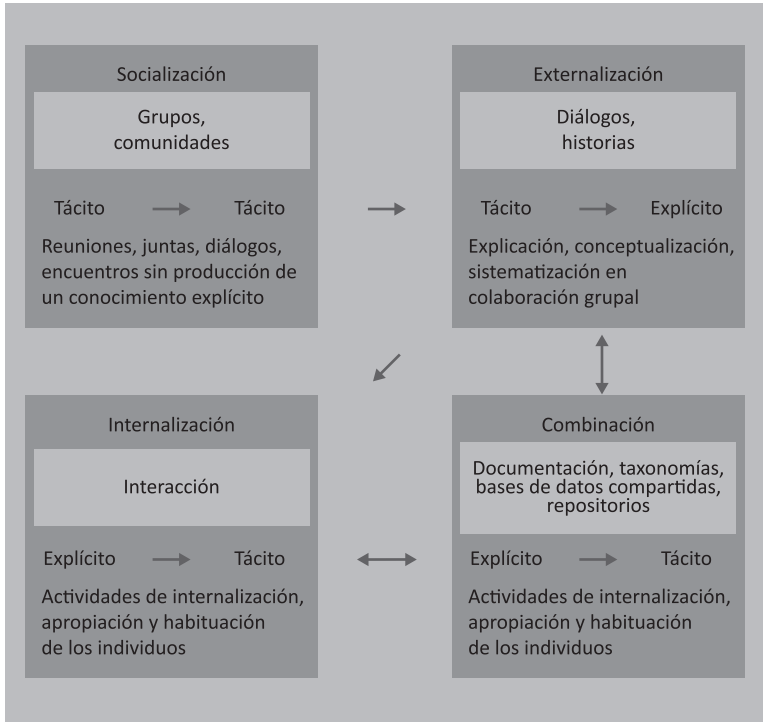 Socialización
Grupos,
comunidades
Tácito Tácito
Reuniones, juntas, diálogos,
encuentros sin producción de
un conocimiento explícito
Externalización
Diálogos,
historias
Tácito Explícito
Explicación, conceptualización,
sistematización en
colaboración grupal
Internalización
Interacción
Explícito Tácito
Actividades de internalización,
apropiación y habituación
de los individuos
Combinación
Documentación, taxonomías,
bases de datos compartidas,
repositorios
Explícito Tácito
Actividades de internalización,
apropiación y habituación
de los individuos